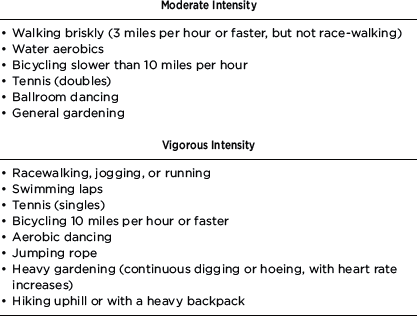 Moderate Intensity
• Walking briskly (3 miles per hour or faster, but not race-walking)
• Water aerobics
• Bicycling slower than 10 miles per hour
• Tennis (doubles)
• Ballroom dancing
• General gardening
Vigorous Intensity
• Racewalking, jogging, or running
• Swimming laps
• Tennis (singles)
• Bicycling 10 miles per hour or faster
• Aerobic dancing
• Jumping rope
• Heavy gardening (continuous digging or hoeing, with heart rate
increases)
• Hiking uphill or with a heavy backpack